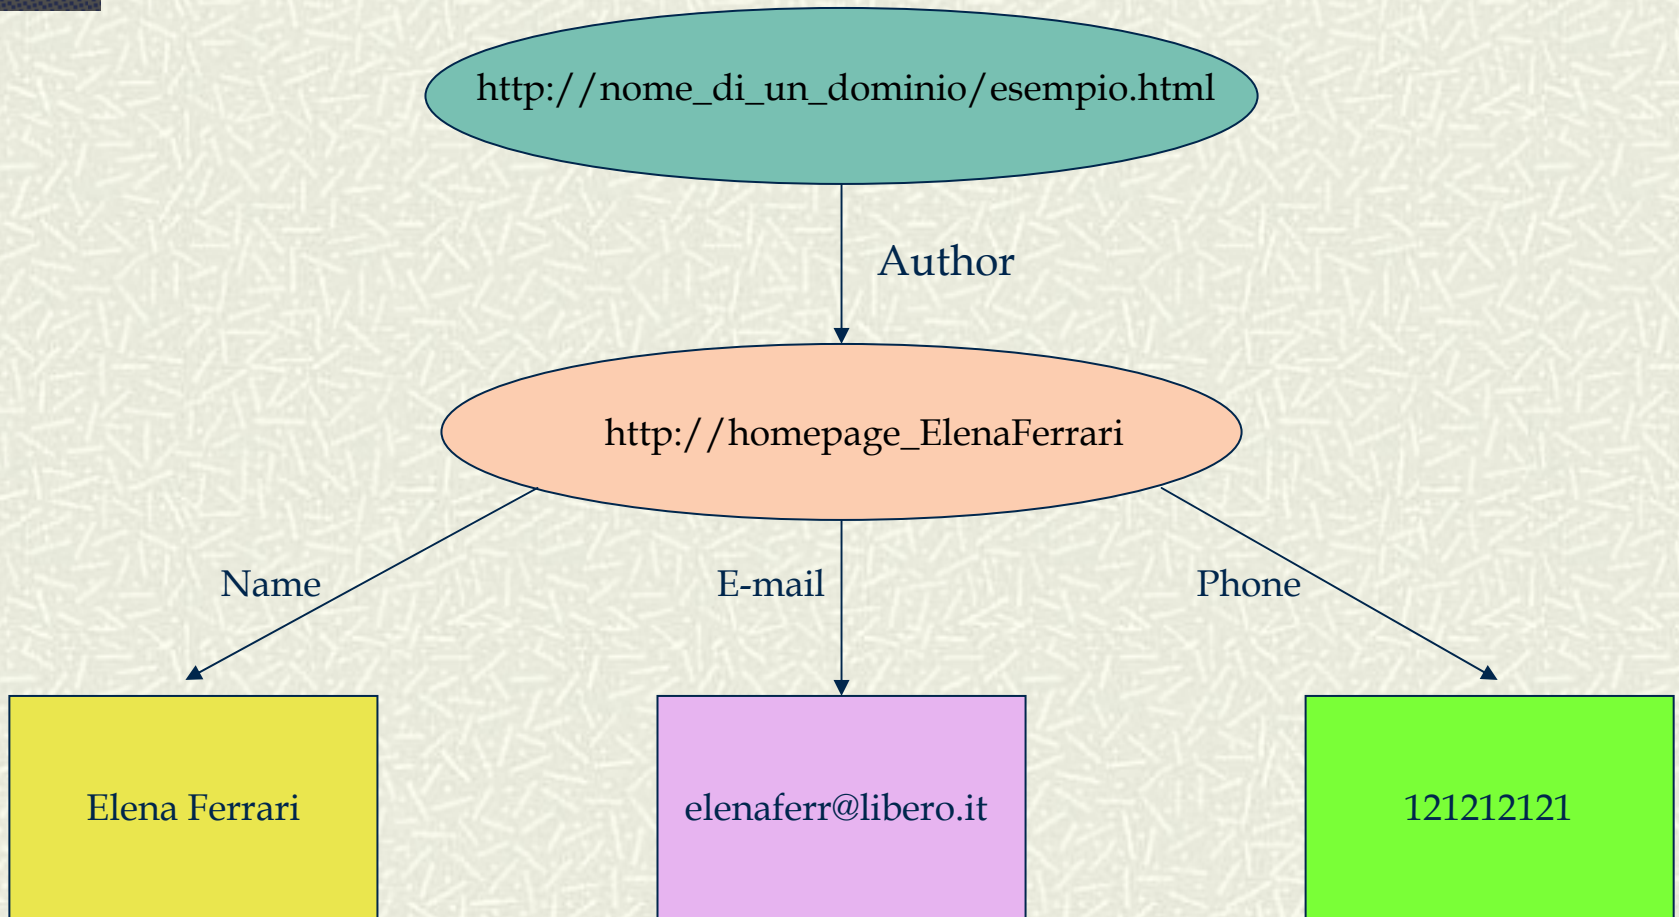 http://nome_di_un_dominio/esempio.html
Author
http://homepage_ElenaFerrari
Name
E-mail
Phone
Elena Ferrari
elenaferr@libero.it
121212121